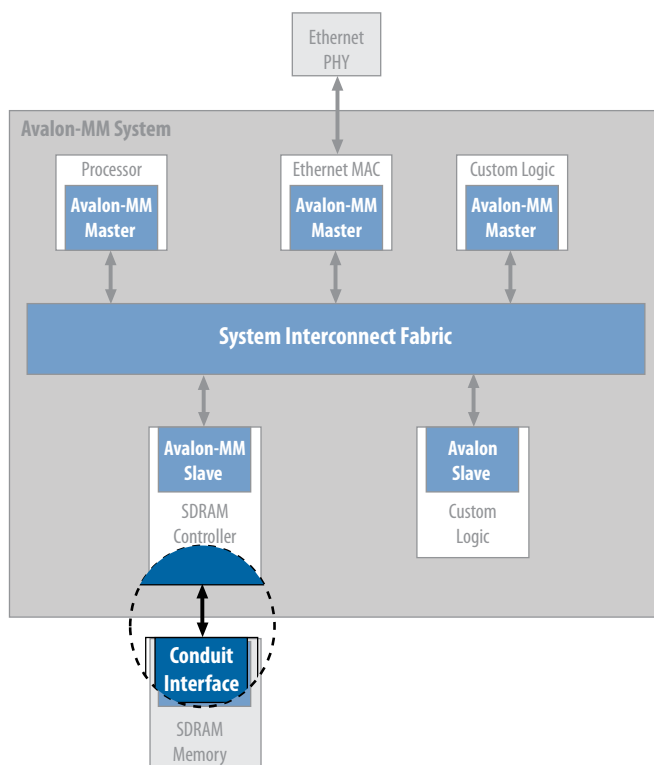 Ethernet
PHY
Avalon-MM System
Processor
Avalon-MM
Master
Ethernet MAC
Avalon-MM
Master
Custom Logic
Avalon-MM
Master
System Interconnect Fabric
Avalon-MM
Slave
SDRAM
Controller
Avalon
Slave
Custom
Logic
Conduit
Interface
SDRAM
Memory